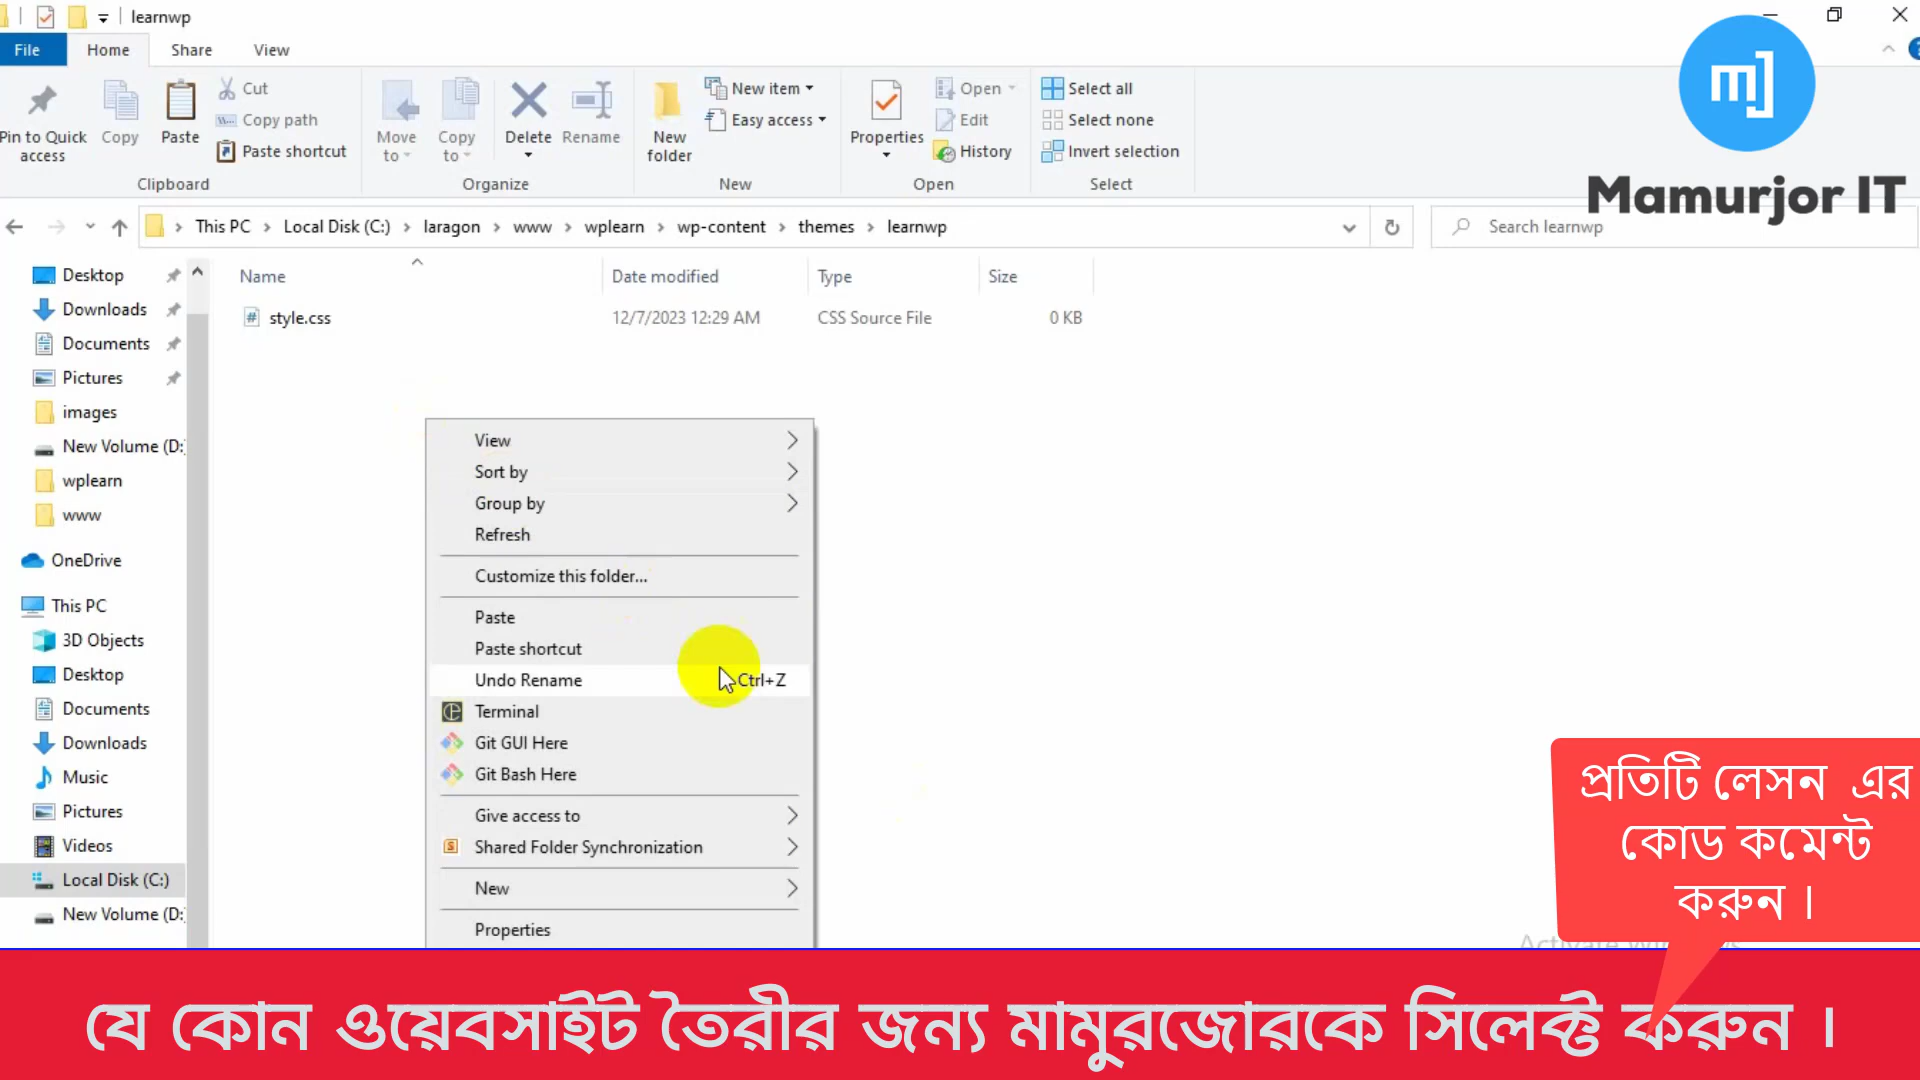 learnwp
File Home Share View
Pin to Quick access
Copy
Paste
Cut
Copy path
Paste shortcut
Clipboard
Move to
Copy to
Delete
Rename
Organize
New folder
New item
Easy access
New
Properties
Open
Edit
History
Open
Select all
Select none
Invert selection
Select
m]
Mamurjor IT
This PC > Local Disk (C:) > laragon > www > wplearn > wp-content > themes > learnwp
Search learnwp
Name Date modified Type Size
style.css 12/7/2023 12:29 AM CSS Source File 0 KB
Desktop
Downloads
Documents
Pictures
images
New Volume (D:
wplearn
www
OneDrive
This PC
3D Objects
Desktop
Documents
Downloads
Music
Pictures
Videos
Local Disk (C:)
New Volume (D:
View
Sort by
Group by
Refresh
Customize this folder...
Paste
Paste shortcut
Undo Rename Ctrl+Z
Terminal
Git GUI Here
Git Bash Here
Give access to
Shared Folder Synchronization
New
Properties
প্রতিটি লেসন এর
কোড কমেন্ট
করুন ।
যে কোন ওয়েবসাইট তৈরীর জন্য মামুরজোরকে সিলেক্ট করুন ।